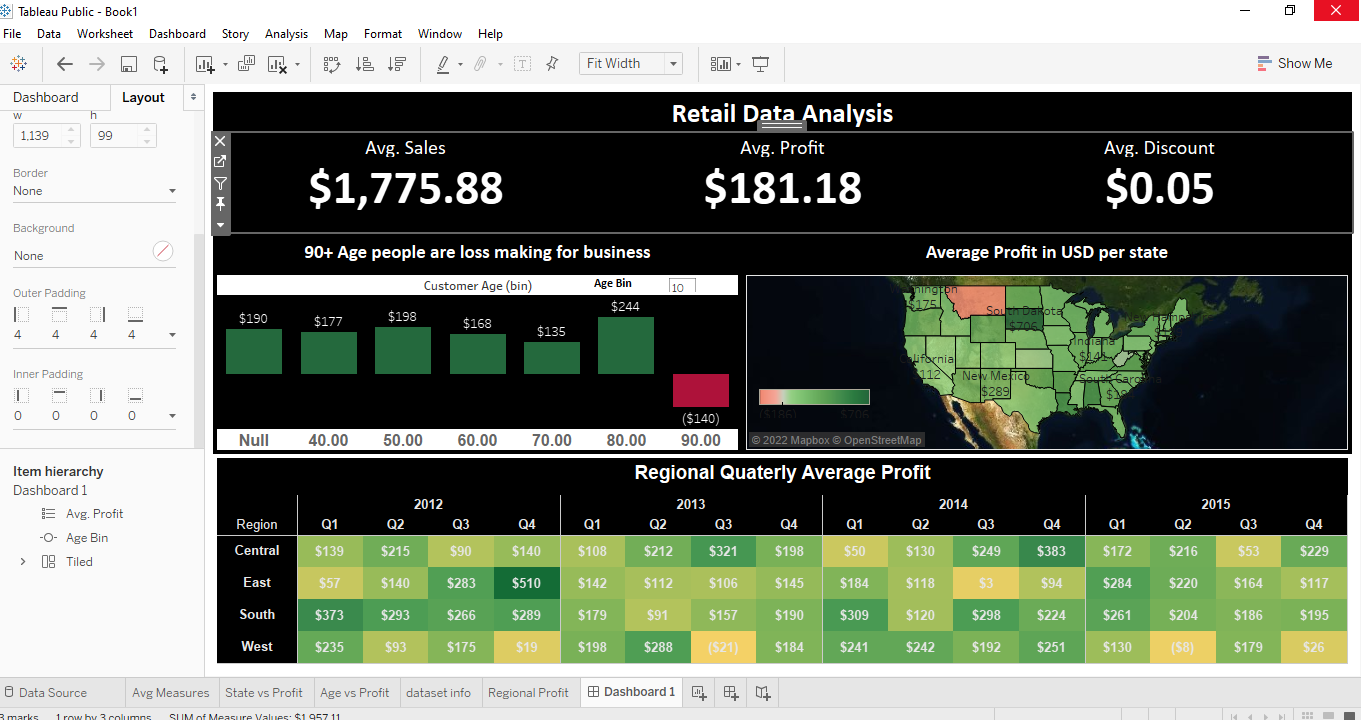 Tableau Public - Book1
File Data Worksheet Dashboard Story Analysis Map Format Window Help
Fit Width
Show Me
Dashboard Layout
w h
1,139 99
Border
None
Background
None
Outer Padding
4 4 4 4
Inner Padding
0 0 0 0
Item hierarchy
Dashboard 1
Avg. Profit
Age Bin
Tiled
Retail Data Analysis
Avg. Sales Avg. Profit Avg. Discount
$1,775.88 $181.18 $0.05
90+ Age people are loss making for business
Customer Age (bin) Age Bin 10
$190 $177 $198 $168 $135 $244
($140)
Null 40.00 50.00 60.00 70.00 80.00 90.00
Average Profit in USD per state
$175
South Dakota
$706
Indiana
California
112
New Mexico
$289
South Carolina
($186) $706
© 2022 Mapbox © OpenStreetMap
Regional Quaterly Average Profit
2012 2013 2014 2015
Region Q1 Q2 Q3 Q4 Q1 Q2 Q3 Q4 Q1 Q2 Q3 Q4 Q1 Q2 Q3 Q4
Central $139 $215 $90 $140 $108 $212 $321 $198 $50 $130 $249 $383 $172 $216 $53 $229
East $57 $140 $283 $510 $142 $112 $106 $145 $184 $118 $3 $94 $284 $220 $164 $117
South $373 $293 $266 $289 $179 $91 $157 $190 $309 $120 $298 $224 $261 $204 $186 $195
West $235 $93 $175 $19 $198 $288 ($21) $184 $241 $242 $192 $251 $130 ($8) $179 $26
Data Source Avg Measures State vs Profit Age vs Profit dataset info Regional Profit Dashboard 1
3 marks 1 row by 3 columns SUM of Measure Values: $1,957.11